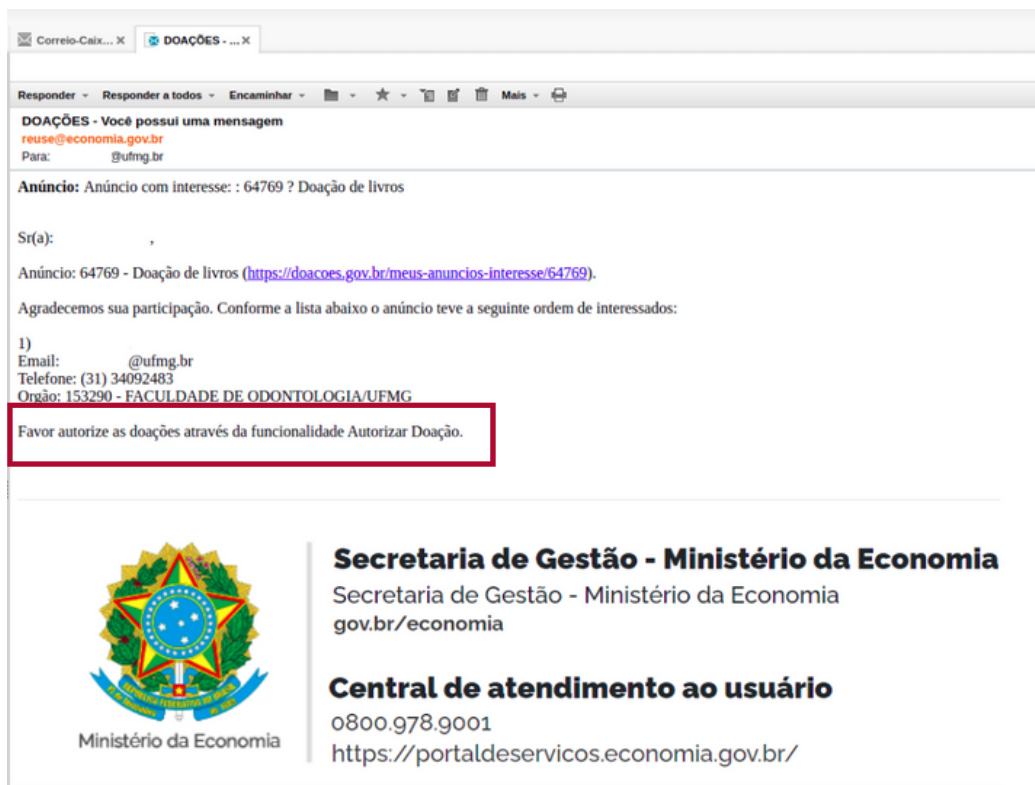 Correio-Caix... X DOAÇÕES - ... X
Responder Responder a todos Encaminhar Mais
DOAÇÕES - Você possui uma mensagem
reuse@economia.gov.br
Para: @ufmg.br
Anúncio: Anúncio com interesse: : 64769 ? Doação de livros
Sr(a): ,
Anúncio: 64769 - Doação de livros (https://doacoes.gov.br/meus-anuncios-interesse/64769).
Agradecemos sua participação. Conforme a lista abaixo o anúncio teve a seguinte ordem de interessados:
1)
Email: @ufmg.br
Telefone: (31) 34092483
Orgão: 153290 - FACULDADE DE ODONTOLOGIA/UFMG
Favor autorize as doações através da funcionalidade Autorizar Doação.
Secretaria de Gestão - Ministério da Economia
Secretaria de Gestão - Ministério da Economia
gov.br/economia
Central de atendimento ao usuário
0800.978.9001
https://portaldeservicos.economia.gov.br/
Ministério da Economia